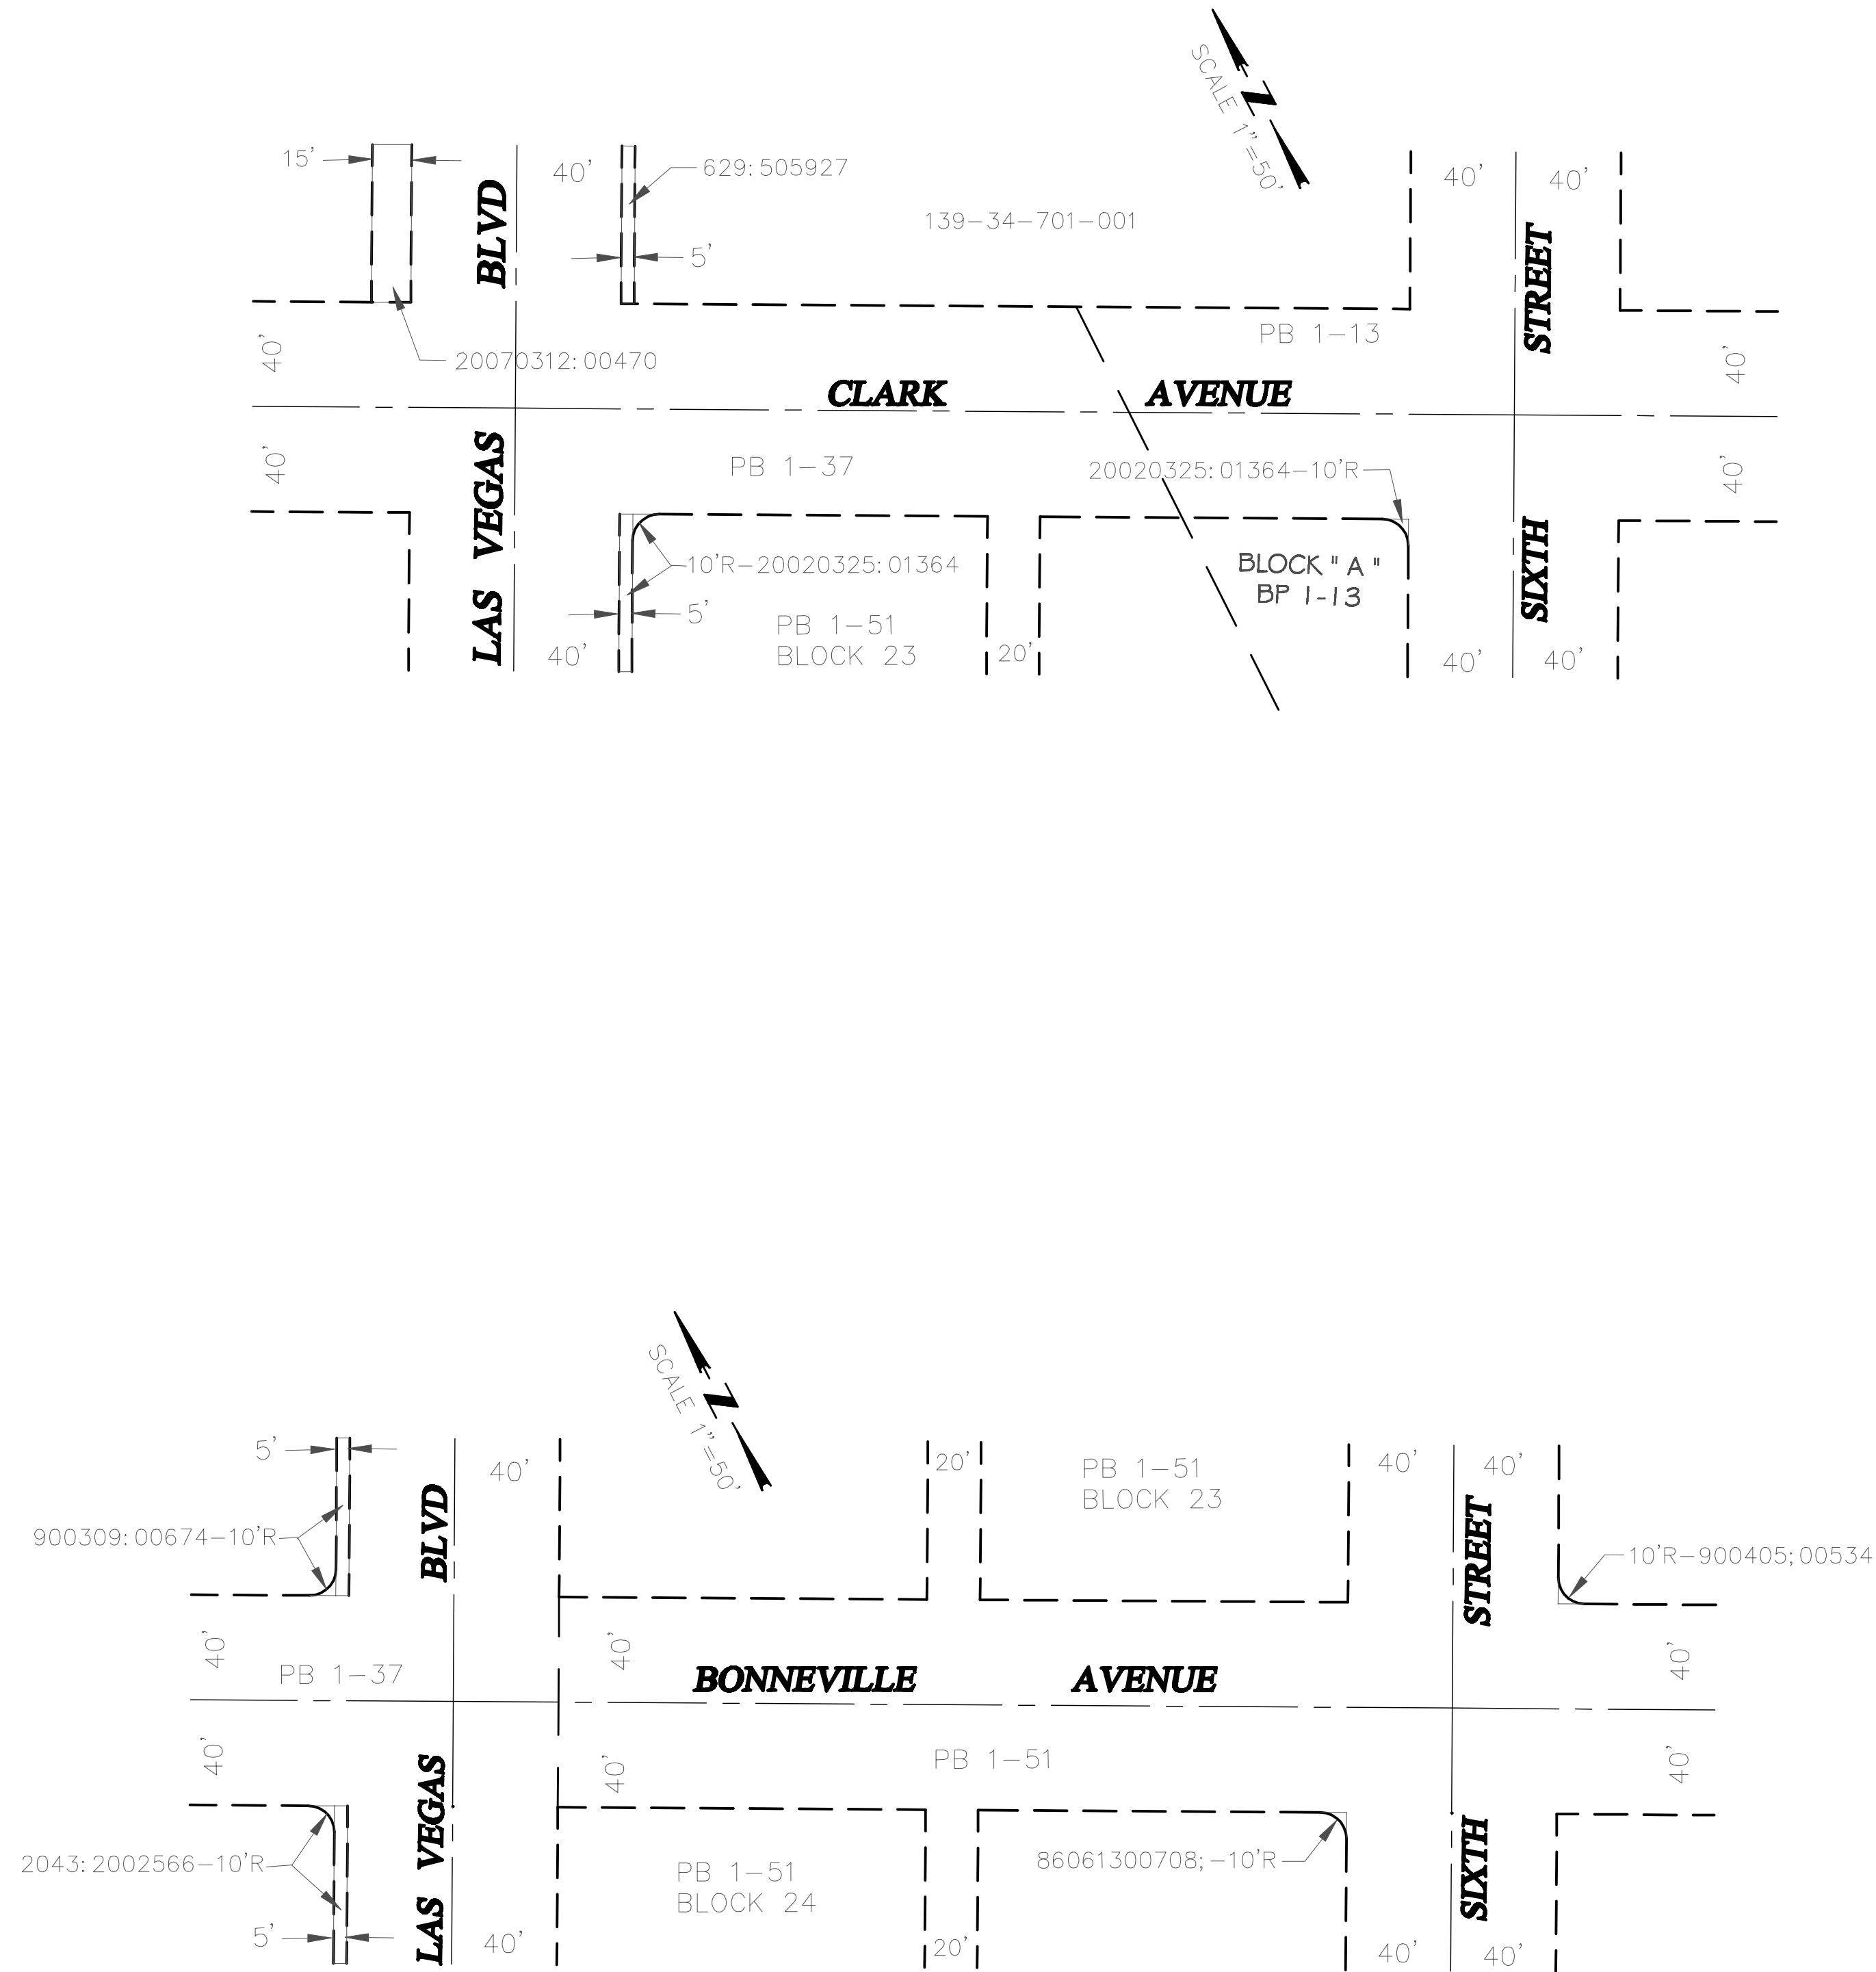 SCALE 1"=50'
15'
BLVD
40'
629:505927
5'
139-34-701-001
40'
40'
STREET
40'
20070312:00470
PB 1-13
40'
CLARK AVENUE
40'
LAS VEGAS
PB 1-37
20020325:01364-10'R
40'
10'R-20020325:01364
5'
BLOCK "A"
BP 1-13
SIXTH
40'
PB 1-51
BLOCK 23
20'
40'
40'
SCALE 1"=50'
5'
BLVD
40'
20'
PB 1-51
BLOCK 23
40'
40'
STREET
900309:00674-10'R
10'R-900405;00534
40'
PB 1-37
40'
BONNEVILLE AVENUE
40'
40'
LAS VEGAS
40'
PB 1-51
40'
2043:2002566-10'R
PB 1-51
BLOCK 24
86061300708;-10'R
SIXTH
5'
40'
20'
40'
40'